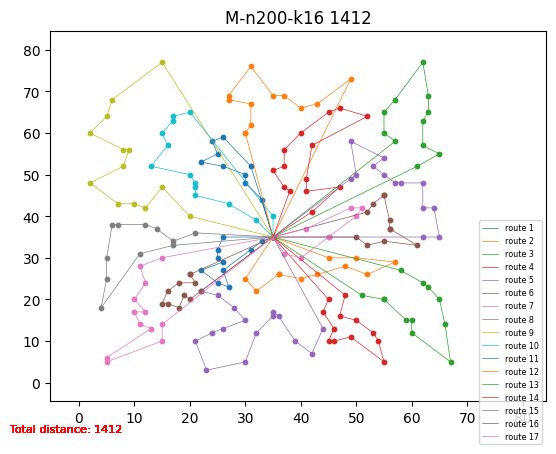 M-n200-k16 1412
80
70
60
50
40
30
20
10
0
route 1
route 2
route 3
route 4
route 5
route 6
route 7
route 8
route 9
route 10
route 11
route 12
route 13
route 14
route 15
route 16
route 17
0 10 20 30 40 50 60 70 80
Total distance: 1412